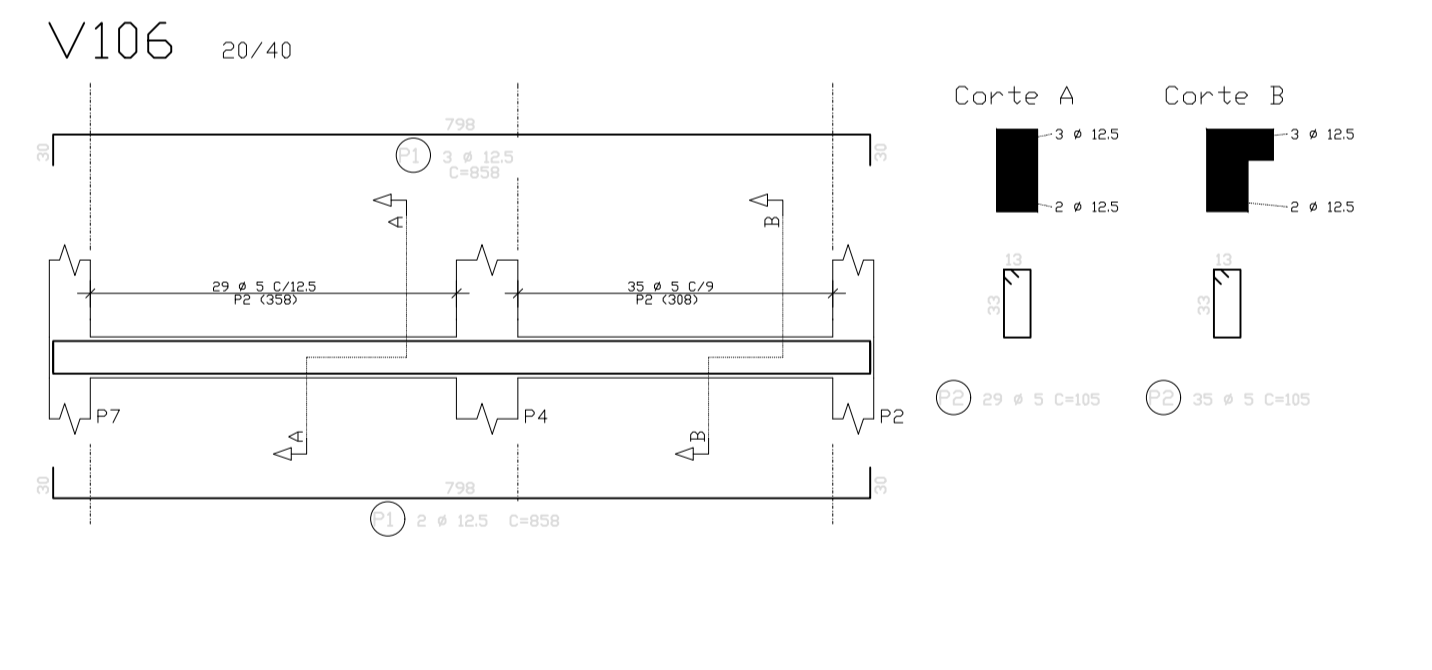 V106 20/40
Corte A
Corte B
798
30
P1 3 ø 12.5
C=858
30
3 ø 12.5
2 ø 12.5
3 ø 12.5
2 ø 12.5
A
B
29 ø 5 C/12.5
P2 (358)
35 ø 5 C/9
P2 (308)
13
33
13
33
P7
P4
P2
A
B
P2 29 ø 5 C=105
P2 35 ø 5 C=105
30
798
30
P1 2 ø 12.5 C=858